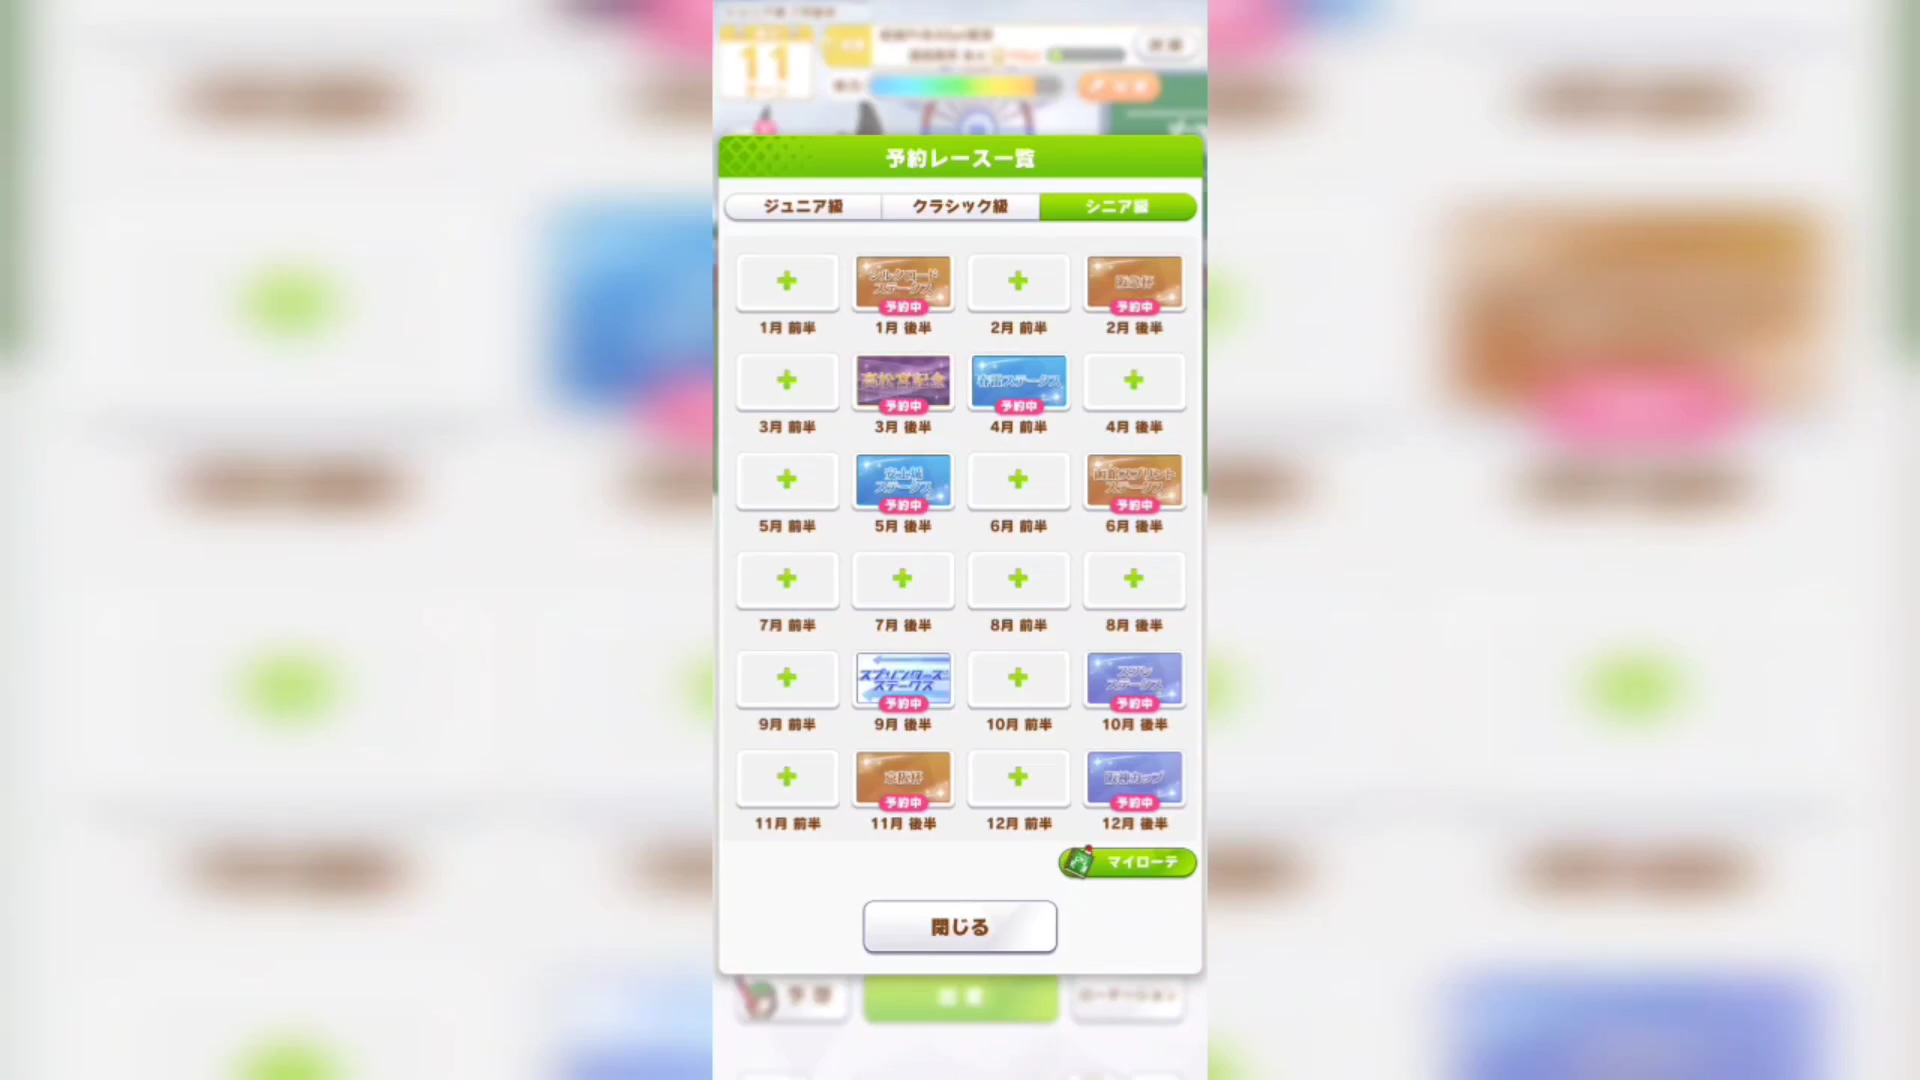 11
予約レース一覧
ジュニア級
クラシック級
シニア級
シルクロード
ステークス
予約中
阪急杯
予約中
1月 前半
1月 後半
2月 前半
2月 後半
高松宮記念
予約中
春雷ステークス
予約中
3月 前半
3月 後半
4月 前半
4月 後半
安土城
ステークス
予約中
函館スプリント
ステークス
予約中
5月 前半
5月 後半
6月 前半
6月 後半
7月 前半
7月 後半
8月 前半
8月 後半
スプリンターズ
ステークス
予約中
スワン
ステークス
予約中
9月 前半
9月 後半
10月 前半
10月 後半
京阪杯
予約中
阪神カップ
予約中
11月 前半
11月 後半
12月 前半
12月 後半
マイローテ
閉じる